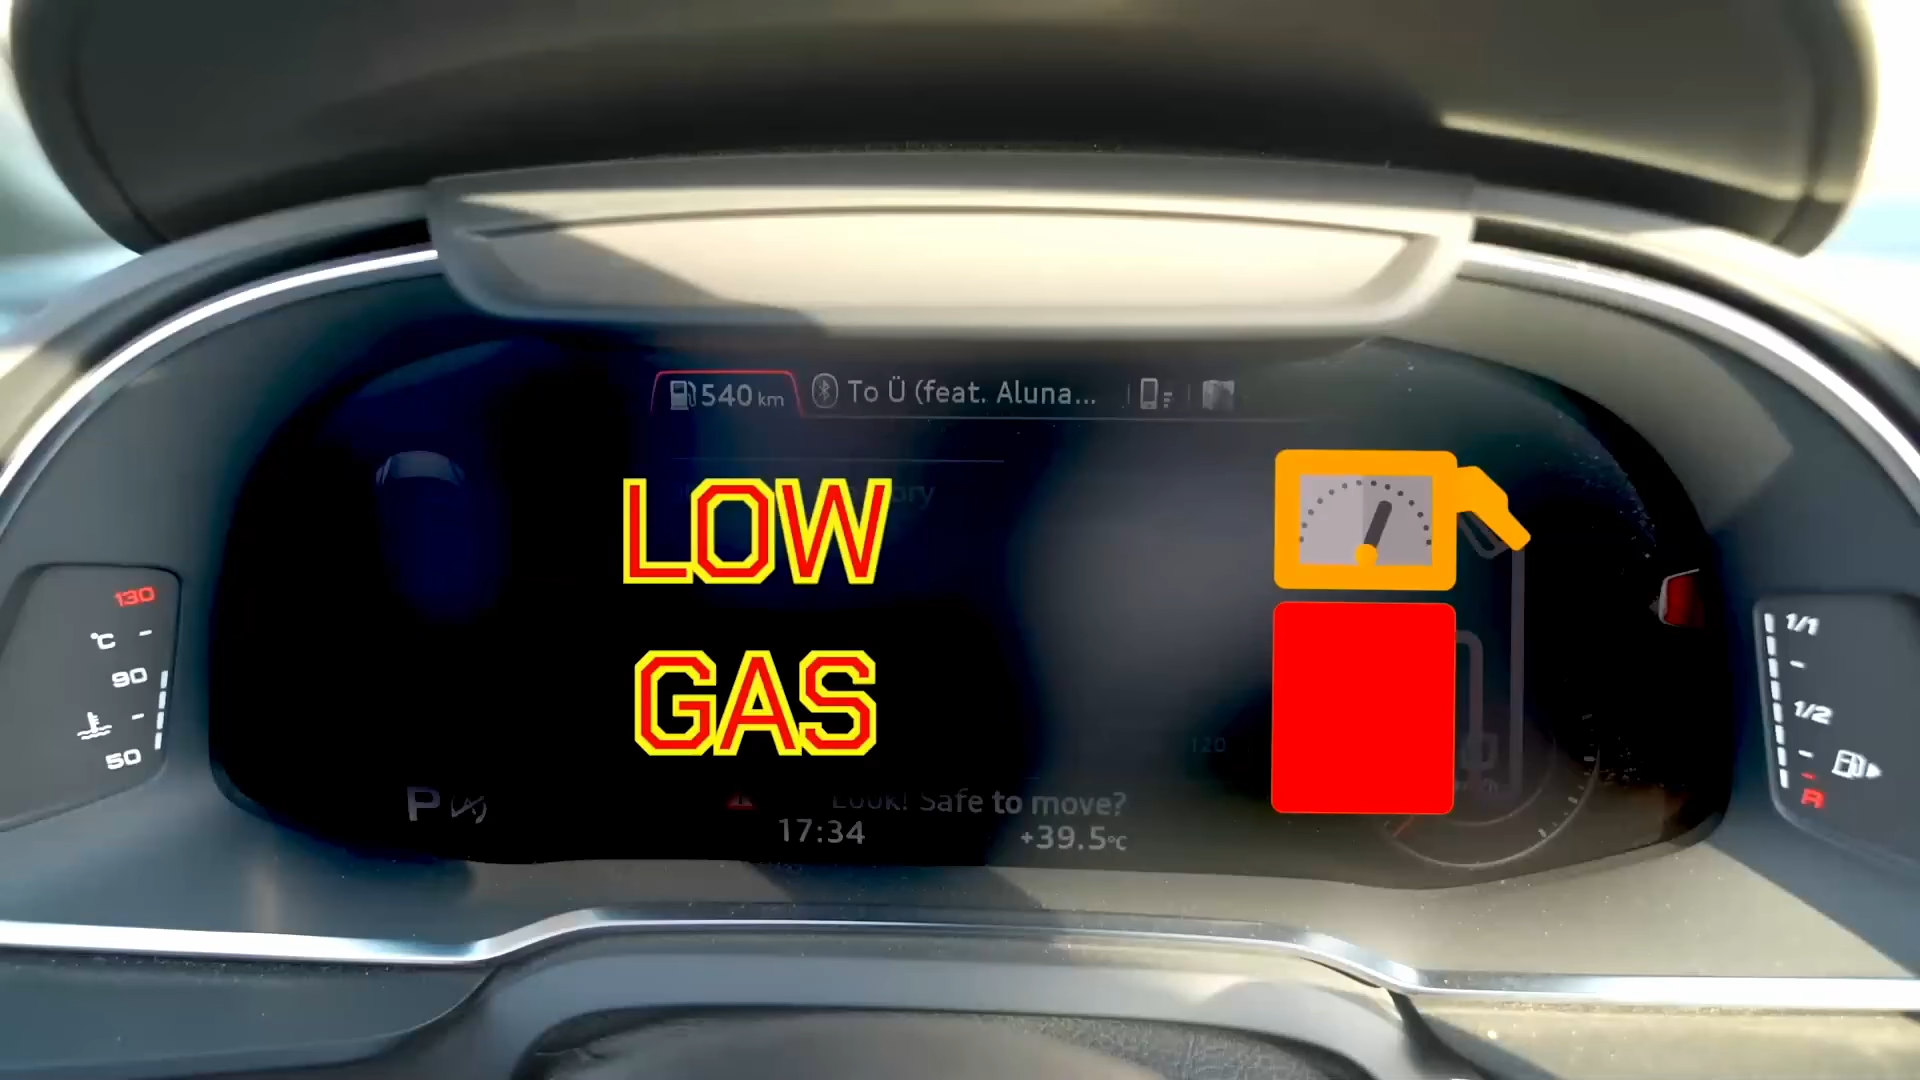 540 km
To Ü (feat. Aluna...
LOW
GAS
130
°C
90
50
1/1
1/2
R
120
P
Look! Safe to move?
17:34
+39.5°C